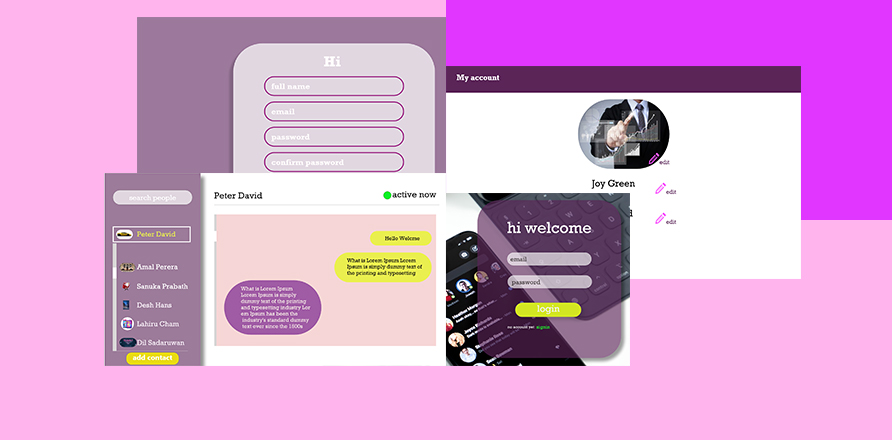 Hi
full name
email
password
confirm password
My account
edit
Joy Green
edit
edit
search people
Peter David
Amal Perera
Sanuka Prabath
Desh Hans
Lahiru Cham
Dil Sadaruwan
add contact
Peter David
active now
Hello Welcome
What is Lorem Ipsum
Lorem Ipsum is simply dummy text of
the printing and typesetting
What is Lorem Ipsum
Lorem Ipsum is simply
dummy text of the printing
and typesetting industry Lor
em Ipsum has been the
industry's standard dummy
text ever since the 1500s
hi welcome
email
password
login
no account yet
signin